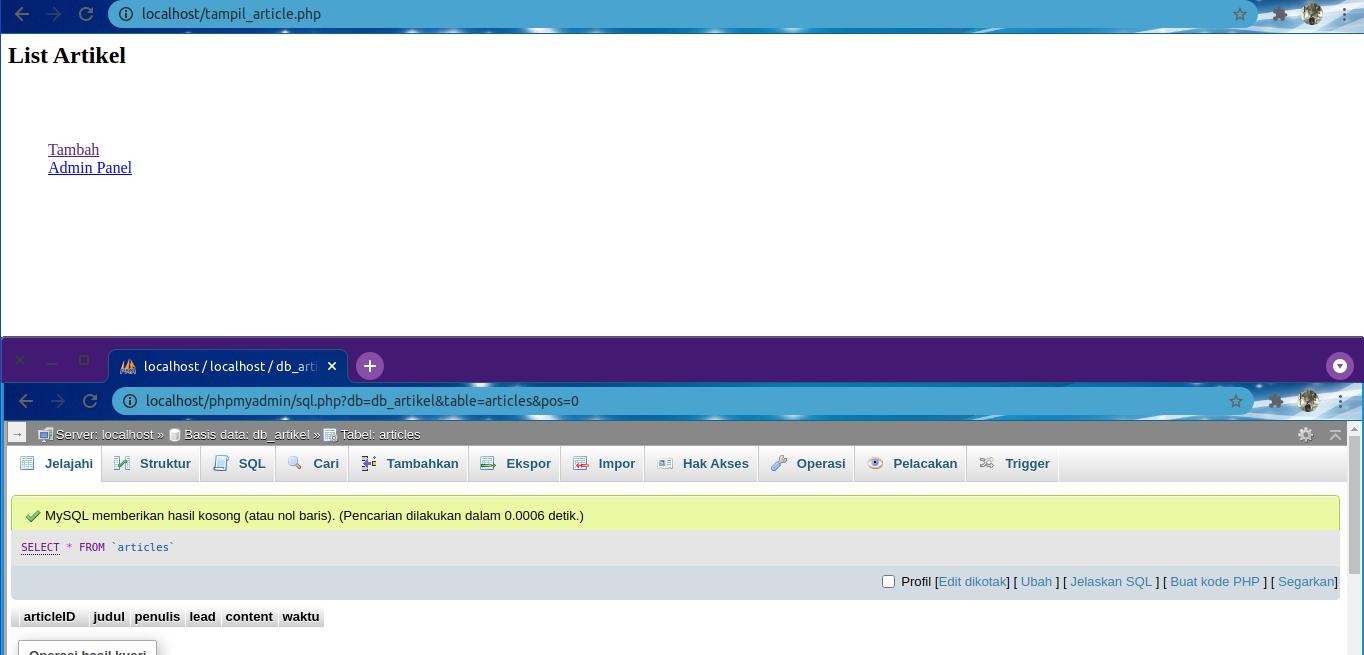 localhost/tampil_article.php
List Artikel
Tambah
Admin Panel
localhost / localhost / db_arti
localhost/phpmyadmin/sql.php?db=db_artikel&table=articles&pos=0
Server: localhost » Basis data: db_artikel » Tabel: articles
Jelajahi Struktur SQL Cari Tambahkan Ekspor Impor Hak Akses Operasi Pelacakan Trigger
MySQL memberikan hasil kosong (atau nol baris). (Pencarian dilakukan dalam 0.0006 detik.)
SELECT * FROM `articles`
Profil [Edit dikotak] [ Ubah ] [ Jelaskan SQL ] [ Buat kode PHP ] [ Segarkan]
articleID judul penulis lead content waktu
Operasi hasil kueri